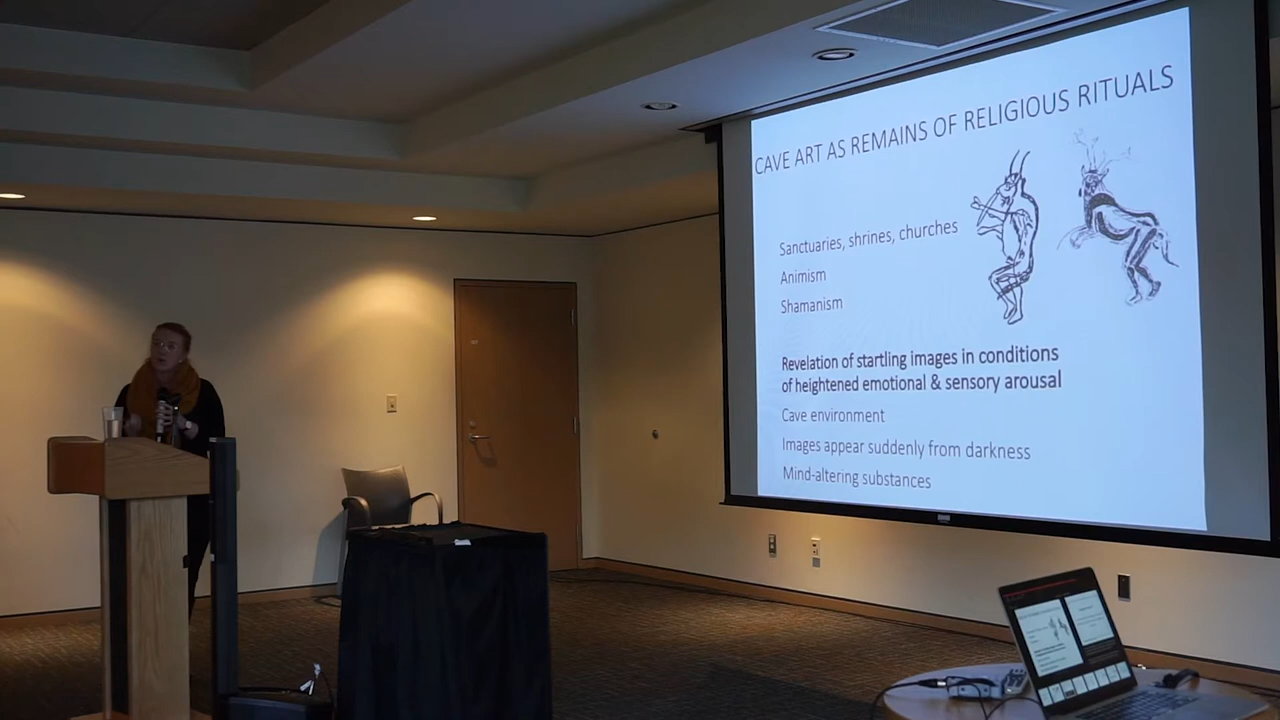 CAVE ART AS REMAINS OF RELIGIOUS RITUALS
Sanctuaries, shrines, churches
Animism
Shamanism
Revelation of startling images in conditions
of heightened emotional & sensory arousal
Cave environment
Images appear suddenly from darkness
Mind-altering substances